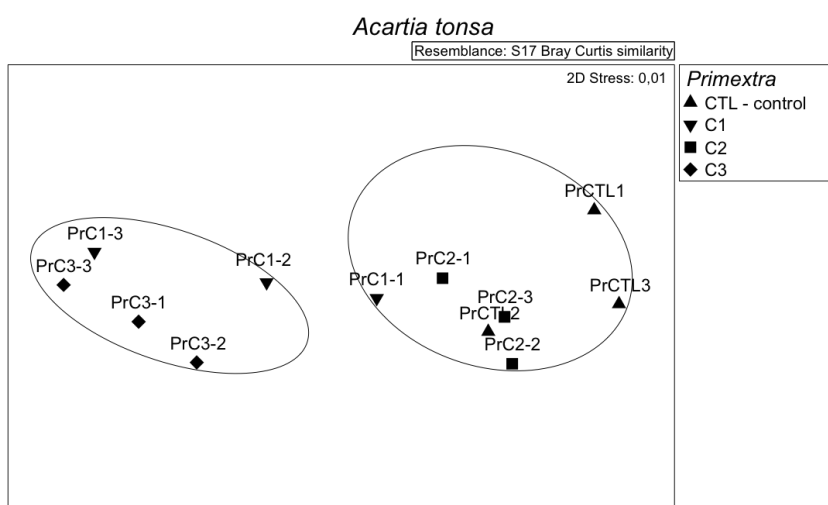 Acartia tonsa
Resemblance: S17 Bray Curtis similarity
2D Stress: 0,01
Primextra
CTL - control
C1
C2
C3
PrCTL1
PrC1-3
PrC3-3
PrC1-2
PrC2-1
PrC1-1
PrCTL3
PrC3-1
PrC2-3
PrCTL2
PrC3-2
PrC2-2